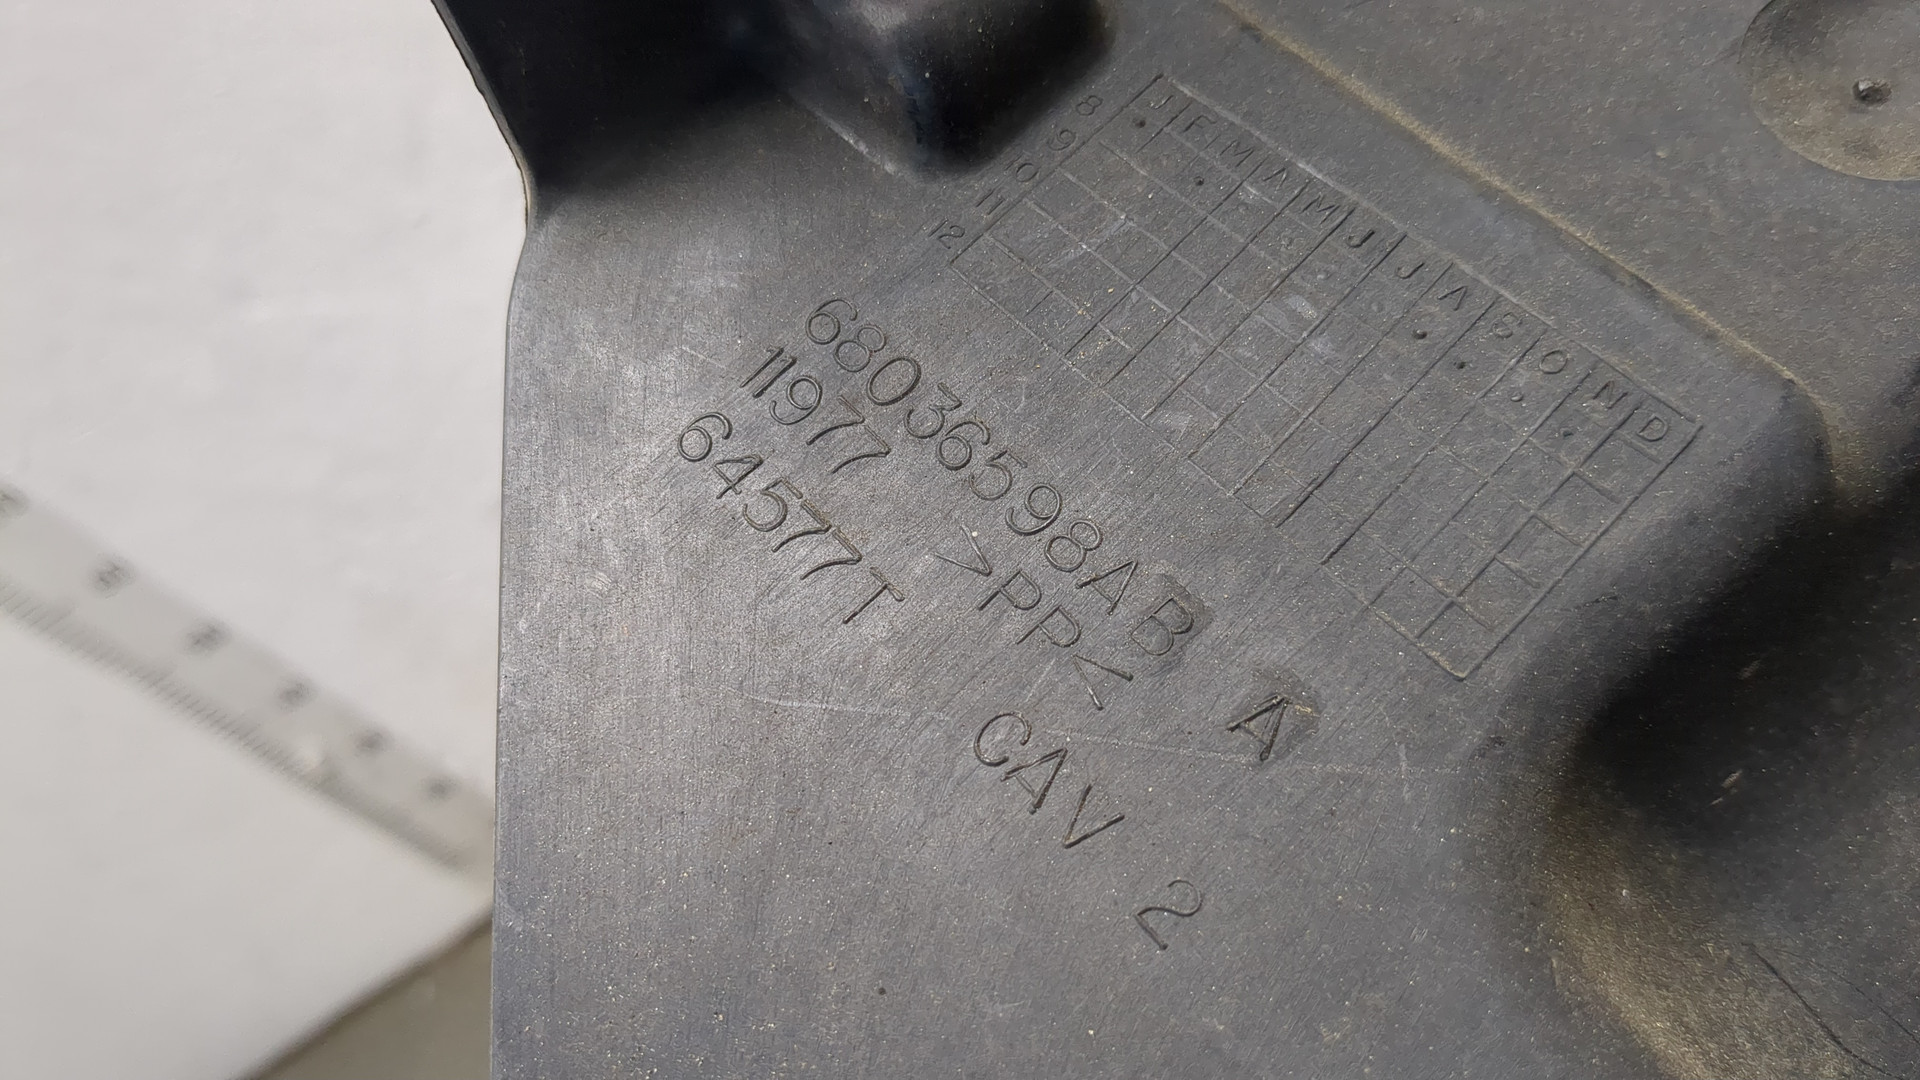 J F M A M J J A S O N D
8
9
10
11
12
68036598AB A
11977 >PP<
64577T CAV 2